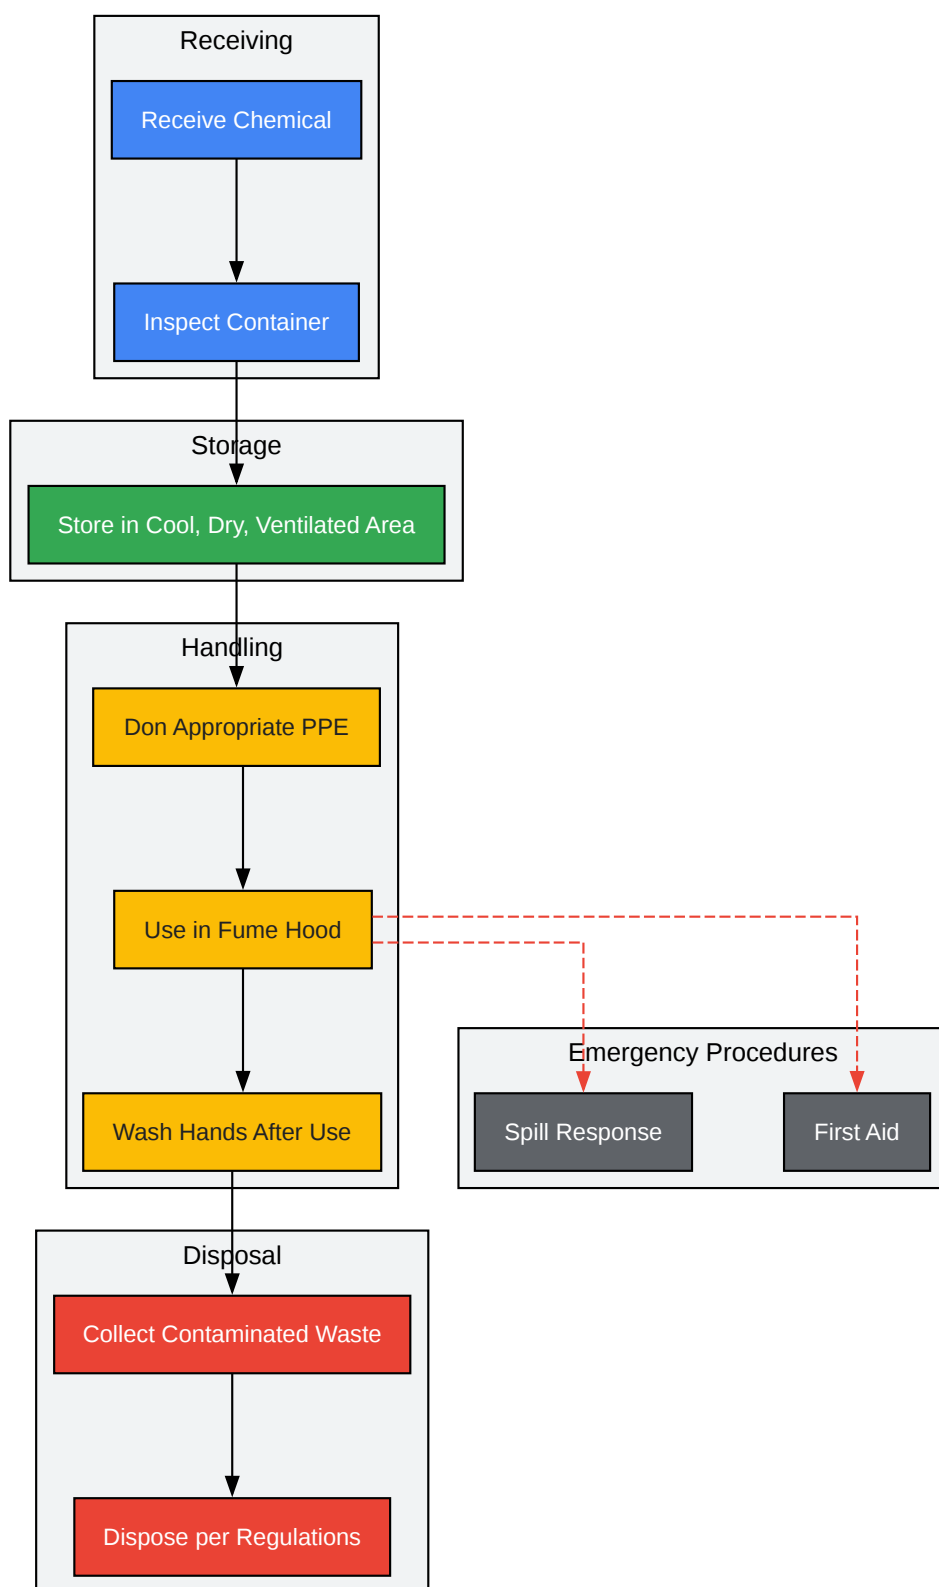 Receiving
Receive Chemical
Inspect Container
Storage
Store in Cool, Dry, Ventilated Area
Handling
Don Appropriate PPE
Use in Fume Hood
Wash Hands After Use
Emergency Procedures
Spill Response
First Aid
Disposal
Collect Contaminated Waste
Dispose per Regulations